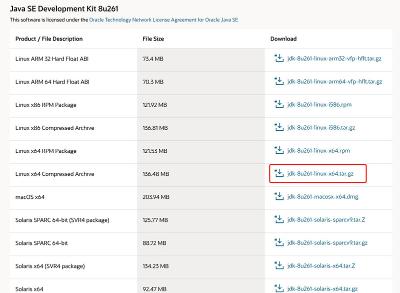 Java SE Development Kit 8u261
This software is licensed under the Oracle Technology Network License Agreement for Oracle Java SE
Product / File Description File Size Download
Linux ARM 32 Hard Float ABI 73.4 MB jdk-8u261-linux-arm32-vfp-hflt.tar.gz
Linux ARM 64 Hard Float ABI 70.3 MB jdk-8u261-linux-arm64-vfp-hflt.tar.gz
Linux x86 RPM Package 121.92 MB jdk-8u261-linux-i586.rpm
Linux x86 Compressed Archive 136.81 MB jdk-8u261-linux-i586.tar.gz
Linux x64 RPM Package 121.53 MB jdk-8u261-linux-x64.rpm
Linux x64 Compressed Archive 136.48 MB jdk-8u261-linux-x64.tar.gz
macOS x64 203.94 MB jdk-8u261-macosx-x64.dmg
Solaris SPARC 64-bit (SVR4 package) 125.77 MB jdk-8u261-solaris-sparcv9.tar.Z
Solaris SPARC 64-bit 88.72 MB jdk-8u261-solaris-sparcv9.tar.gz
Solaris x64 (SVR4 package) 134.23 MB jdk-8u261-solaris-x64.tar.Z
Solaris x64 92.47 MB jdk-8u261-solaris-x64.tar.gz